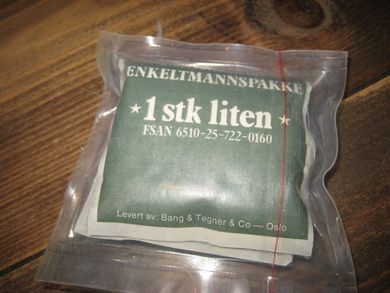 ENKELTMANNSPAKKE
★ 1 stk liten ★
FSAN 6510-25-722-0160
Levert av: Bang & Tegner & Co — Oslo